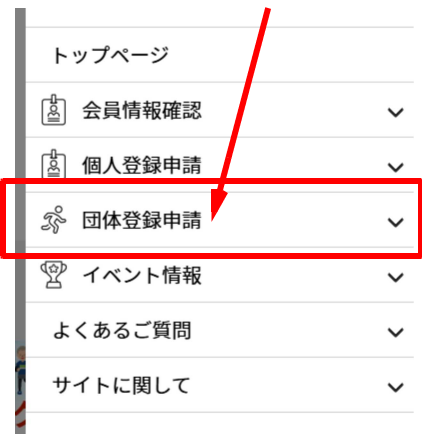 トップページ
会員情報確認
個人登録申請
団体登録申請
イベント情報
よくあるご質問
サイトに関して